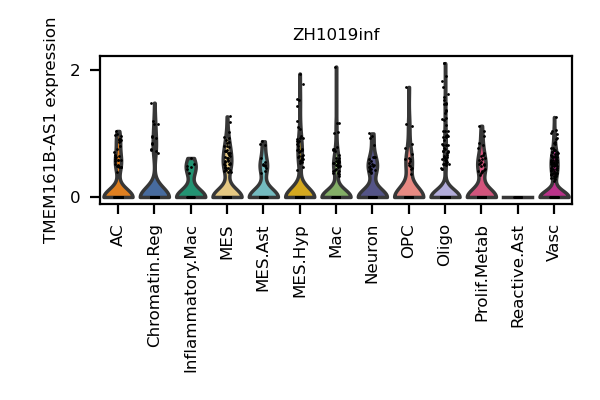 ZH1019inf
TMEM161B-AS1 expression
2
0
AC
Chromatin.Reg
Inflammatory.Mac
MES
MES.Ast
MES.Hyp
Mac
Neuron
OPC
Oligo
Prolif.Metab
Reactive.Ast
Vasc